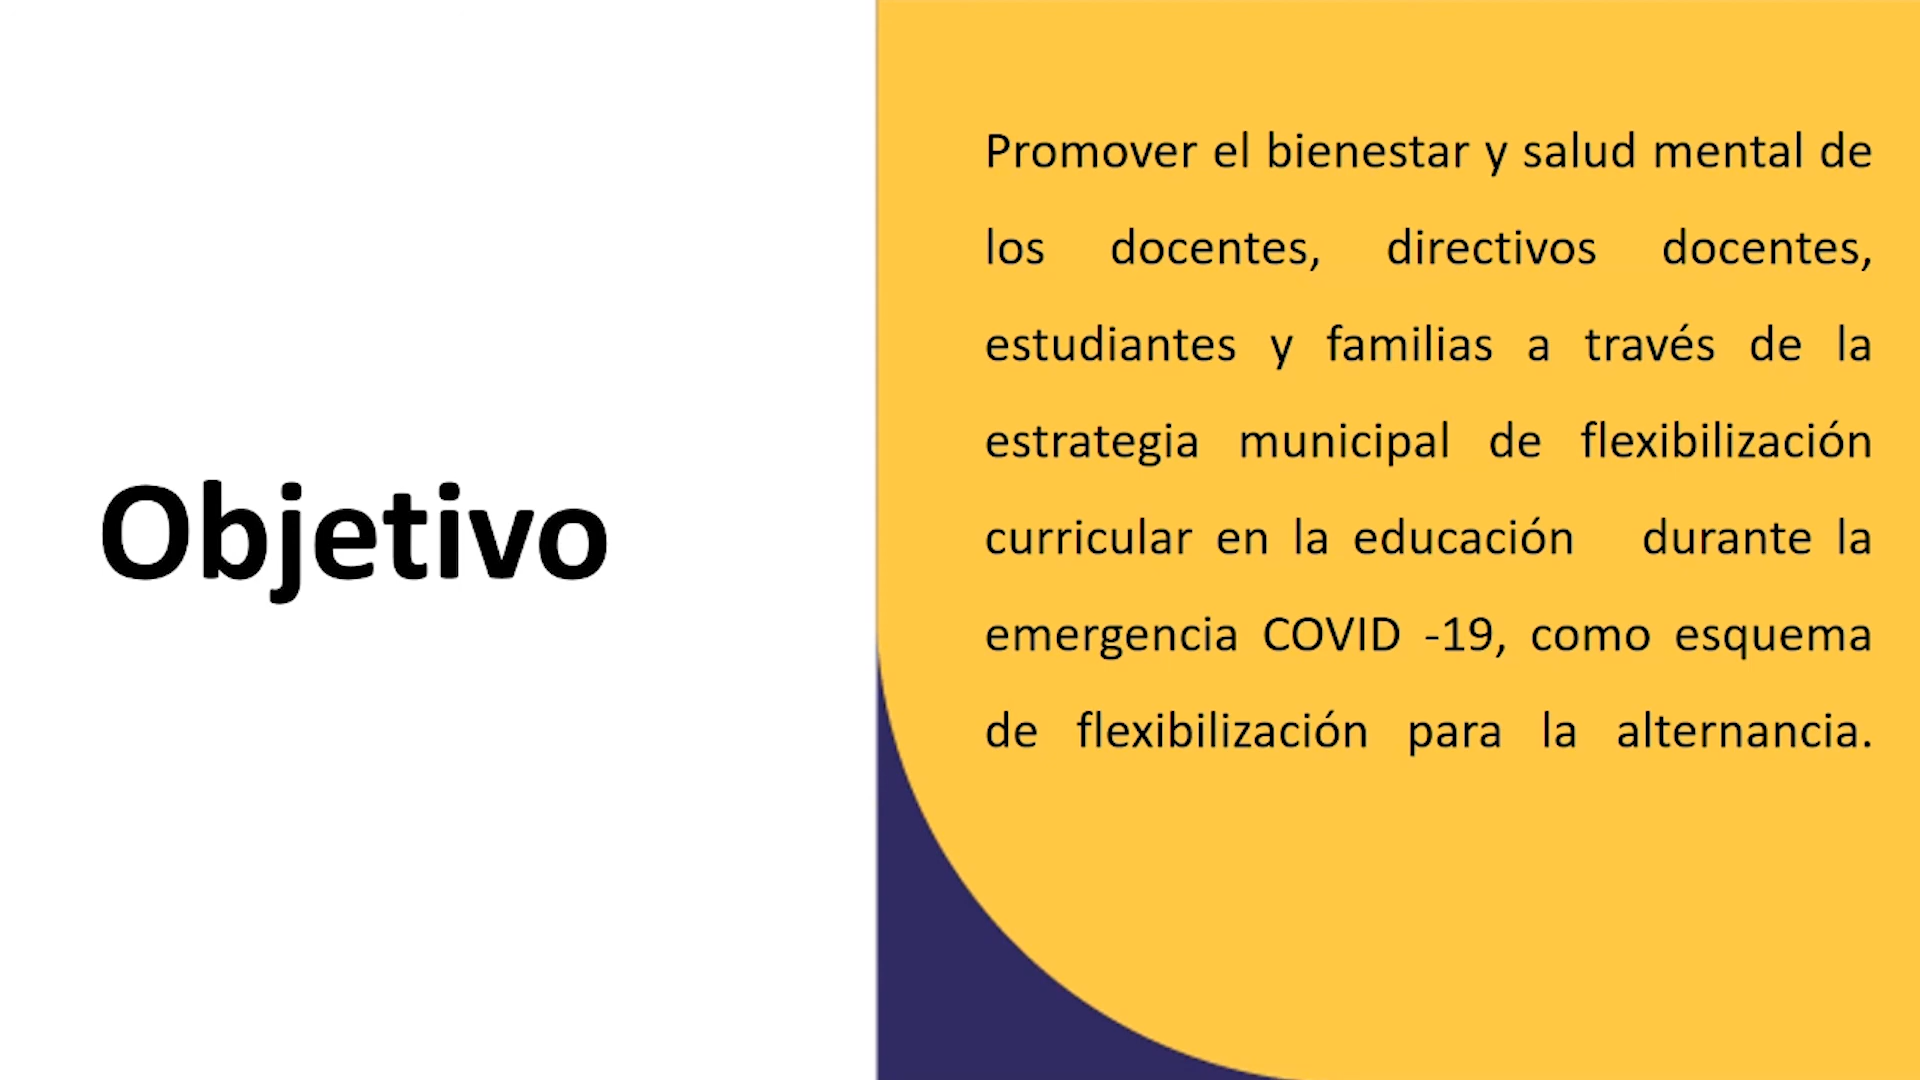 Objetivo
Promover el bienestar y salud mental de
los docentes, directivos docentes,
estudiantes y familias a través de la
estrategia municipal de flexibilización
curricular en la educación durante la
emergencia COVID -19, como esquema
de flexibilización para la alternancia.